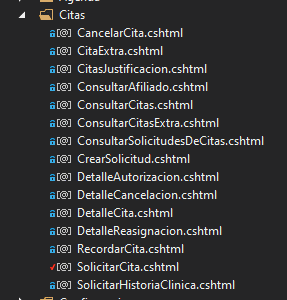 Citas
CancelarCita.cshtml
CitaExtra.cshtml
CitasJustificacion.cshtml
ConsultarAfiliado.cshtml
ConsultarCitas.cshtml
ConsultarCitasExtra.cshtml
ConsultarSolicitudesDeCitas.cshtml
CrearSolicitud.cshtml
DetalleAutorizacion.cshtml
DetalleCancelacion.cshtml
DetalleCita.cshtml
DetalleReasignacion.cshtml
RecordarCita.cshtml
SolicitarCita.cshtml
SolicitarHistoriaClinica.cshtml